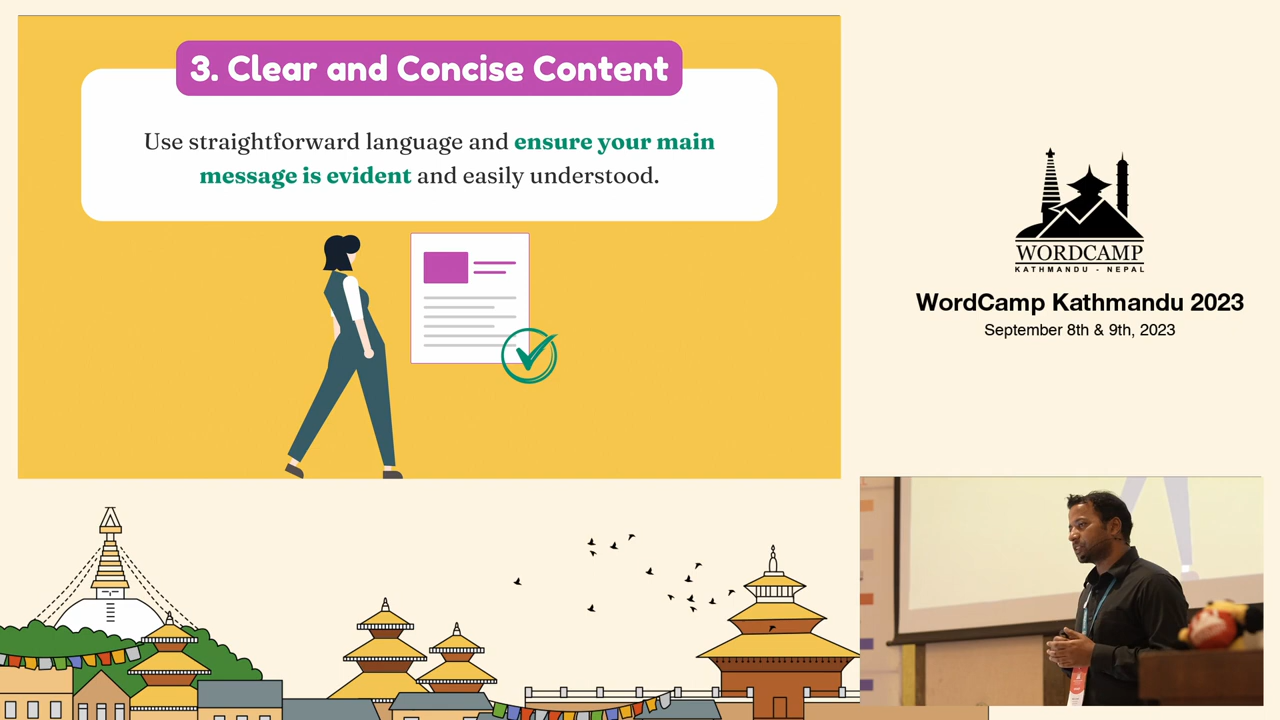 3. Clear and Concise Content
Use straightforward language and ensure your main
message is evident and easily understood.
WORDCAMP
KATHMANDU - NEPAL
WordCamp Kathmandu 2023
September 8th & 9th, 2023